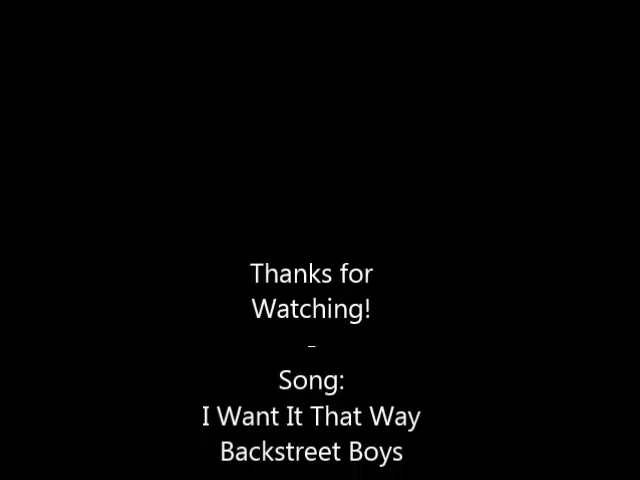 Thanks for
Watching!
-
Song:
I Want It That Way
Backstreet Boys